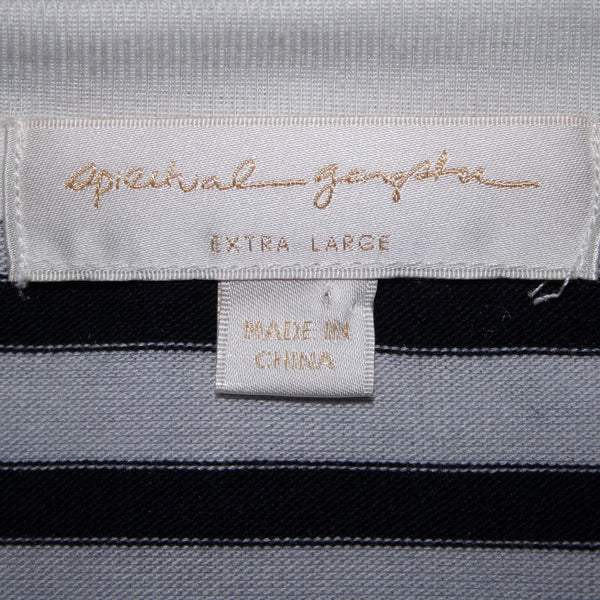 spiritual gangster
EXTRA LARGE
MADE IN
CHINA